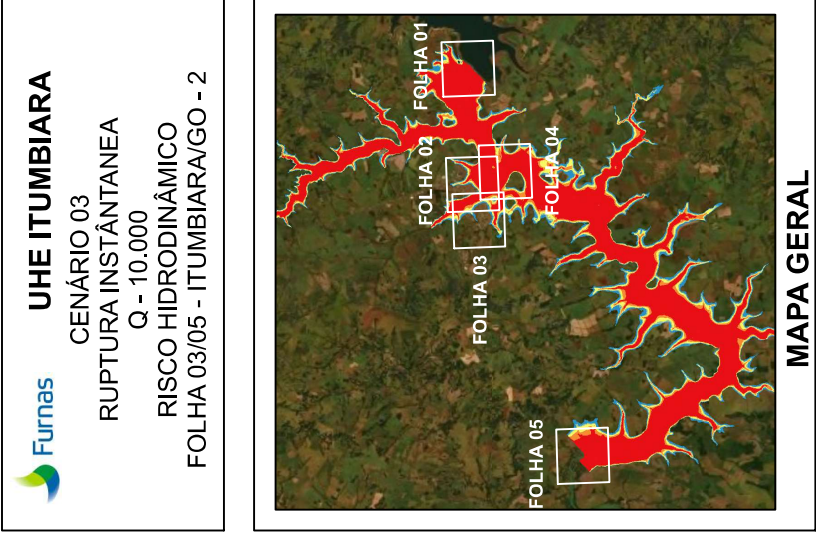 Furnas
UHE ITUMBIARA
CENÁRIO 03
RUPTURA INSTÂNTANEA
Q - 10.000
RISCO HIDRODINÂMICO
FOLHA 03/05 - ITUMBIARA/GO - 2
FOLHA 01
FOLHA 02
FOLHA 04
FOLHA 03
FOLHA 05
MAPA GERAL